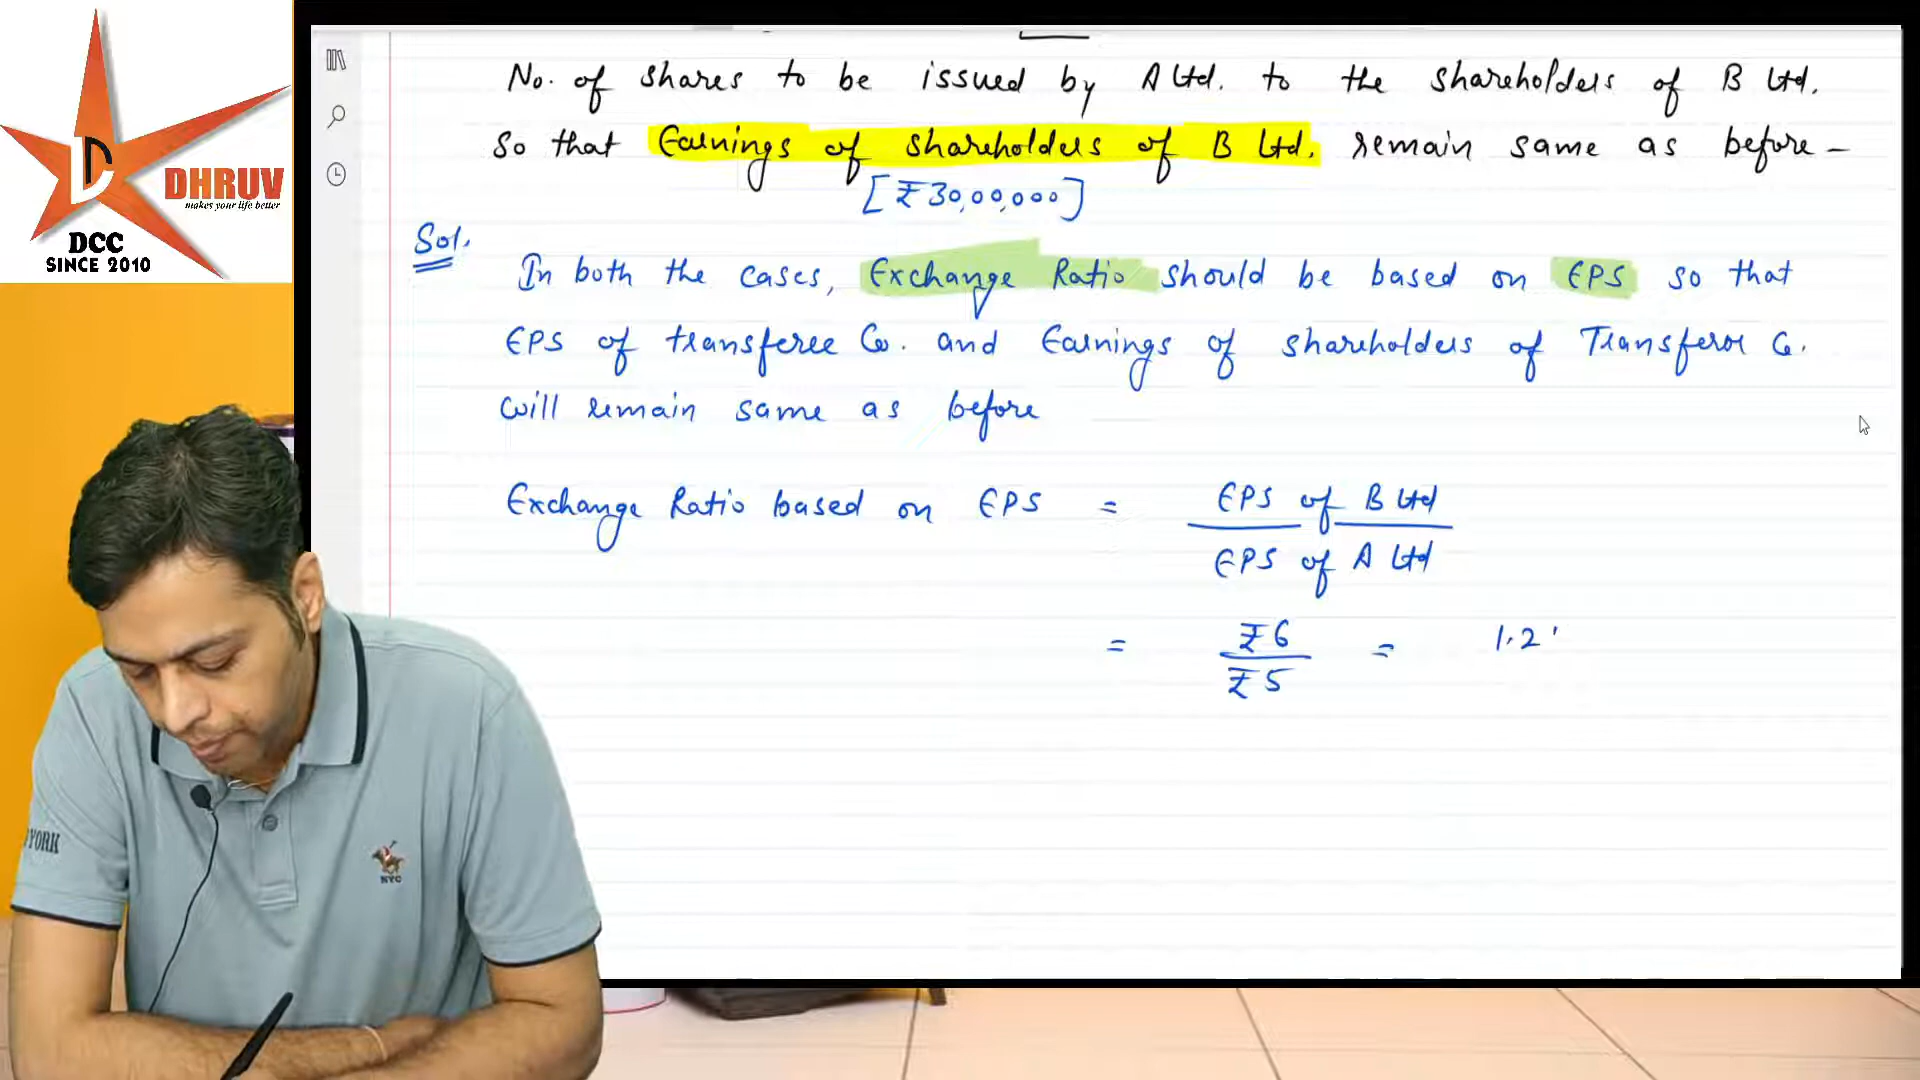 No. of shares to be issued by A Ltd. to the shareholders of B Ltd.
so that Earnings of shareholders of B Ltd. remain same as before -
[₹30,00,000]
Sol.
In both the cases, Exchange Ratio should be based on EPS so that
EPS of transferee Co. and Earnings of shareholders of Transferor Co.
will remain same as before
Exchange Ratio based on EPS = EPS of B Ltd
EPS of A Ltd
= ₹6 = 1.2
₹5
D
DHRUV
makes your life better
DCC
SINCE 2010
YORK
NYC